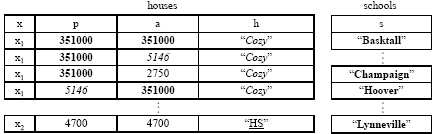 houses schools
x p a h s
x₁ 351000 351000 “Cozy” “Basktall”
x₁ 351000 5146 “Cozy” ⋮
x₁ 351000 2750 “Cozy” “Champaign”
x₁ 5146 351000 “Cozy” “Hoover”
⋮ ⋮
x₂ 4700 4700 “HS” “Lynneville”